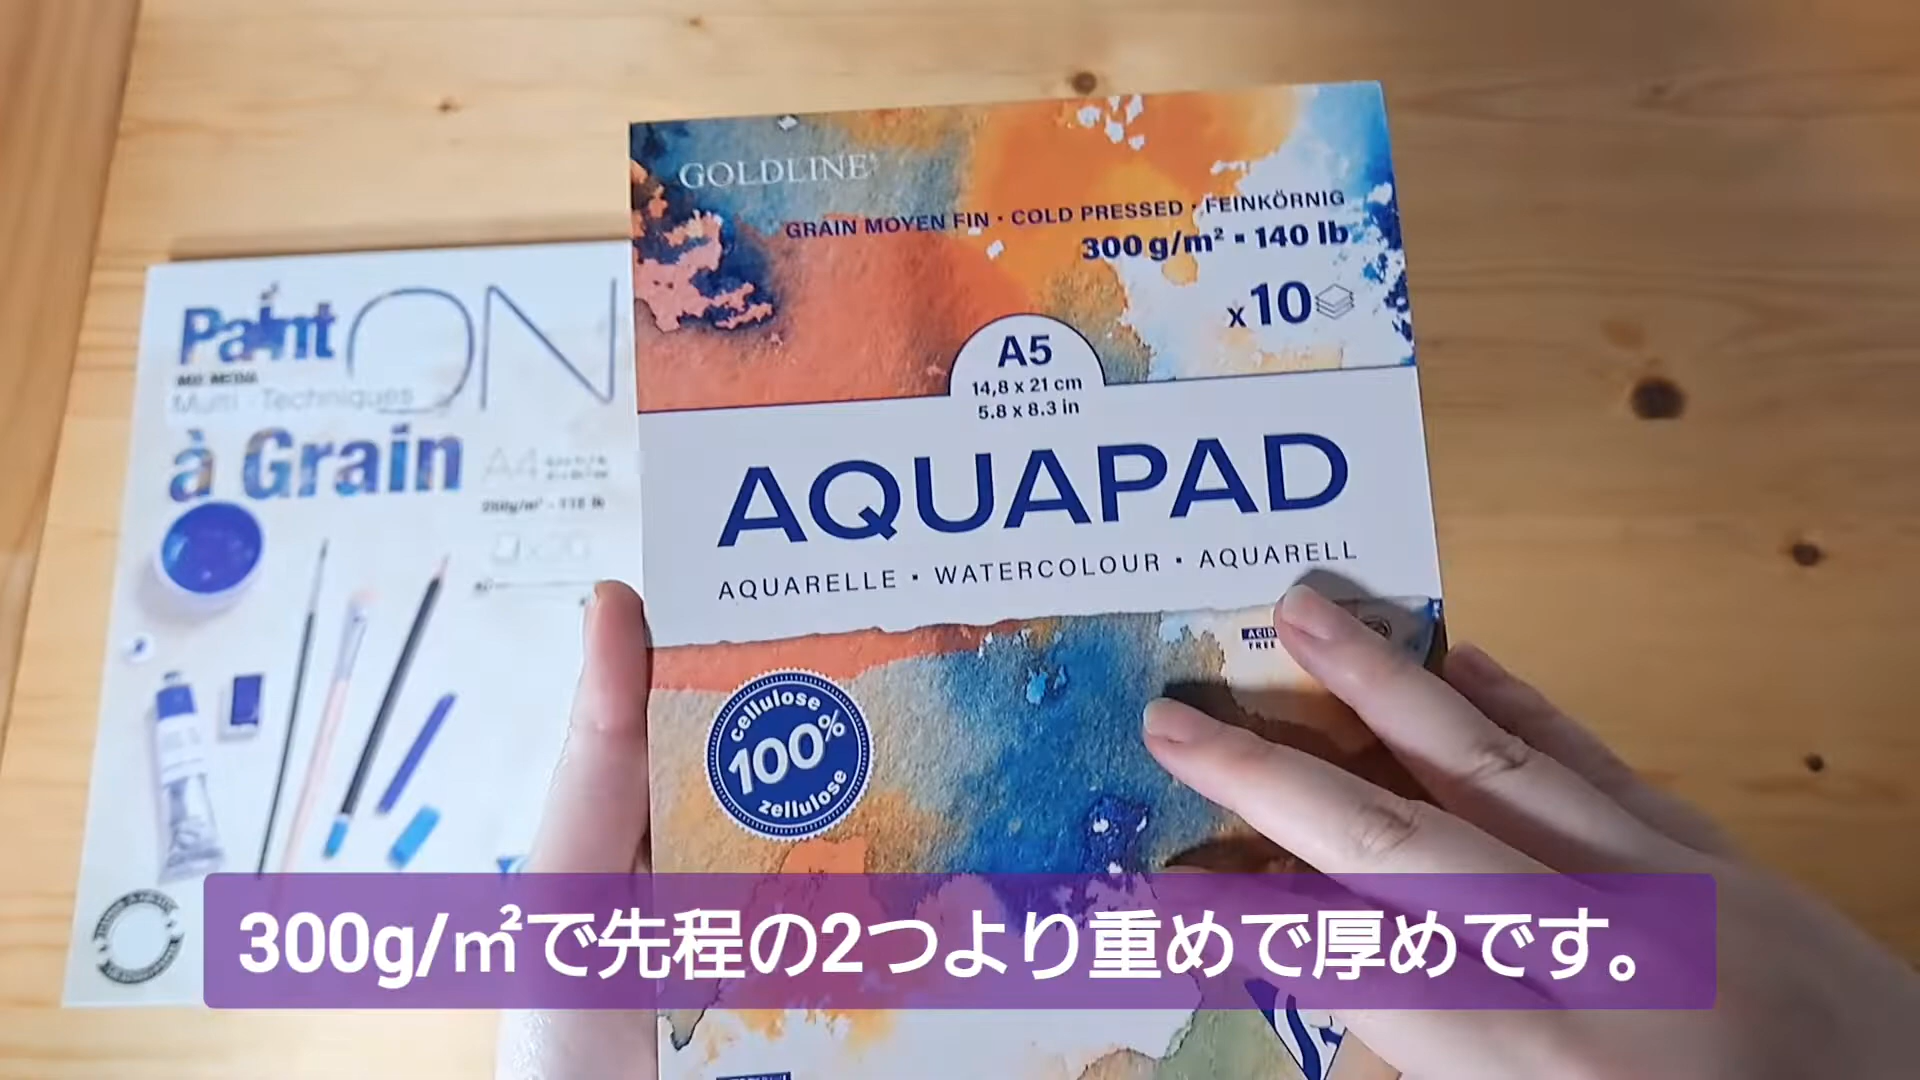 GOLDLINE
GRAIN MOYEN FIN · COLD PRESSED · FEINKÖRNIG
300 g/m² ▪ 140 lb
x10
A5
14,8 x 21 cm
5.8 x 8.3 in
AQUAPAD
AQUARELLE ▪ WATERCOLOUR ▪ AQUARELL
ACID
FREE
cellulose
100%
zellulose
Paint ON
Multi - Techniques
à Grain
A4
300g/㎡で先程の2つより重めで厚めです。